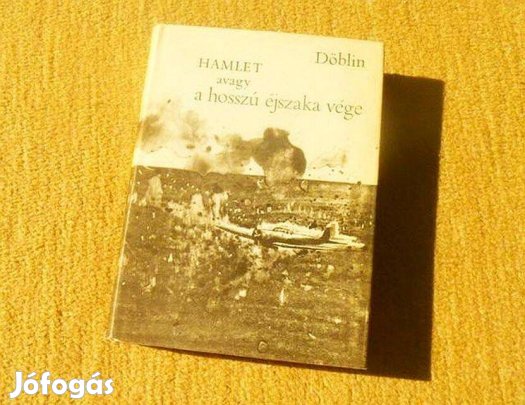 Döblin
HAMLET
avagy
a hosszú éjszaka vége
Jófogás